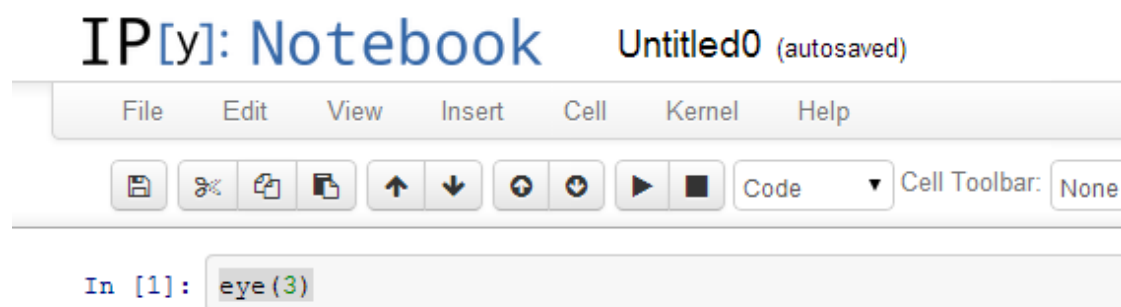 IP[y]: Notebook Untitled0 (autosaved)
File Edit View Insert Cell Kernel Help
Code Cell Toolbar: None
In [1]: eye(3)